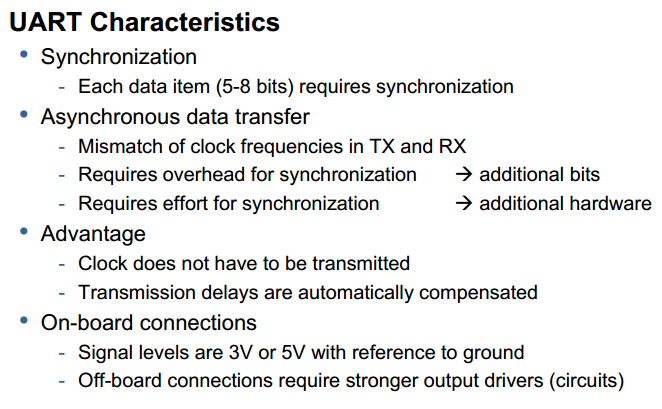 UART Characteristics
• Synchronization
- Each data item (5-8 bits) requires synchronization
• Asynchronous data transfer
- Mismatch of clock frequencies in TX and RX
- Requires overhead for synchronization → additional bits
- Requires effort for synchronization → additional hardware
• Advantage
- Clock does not have to be transmitted
- Transmission delays are automatically compensated
• On-board connections
- Signal levels are 3V or 5V with reference to ground
- Off-board connections require stronger output drivers (circuits)